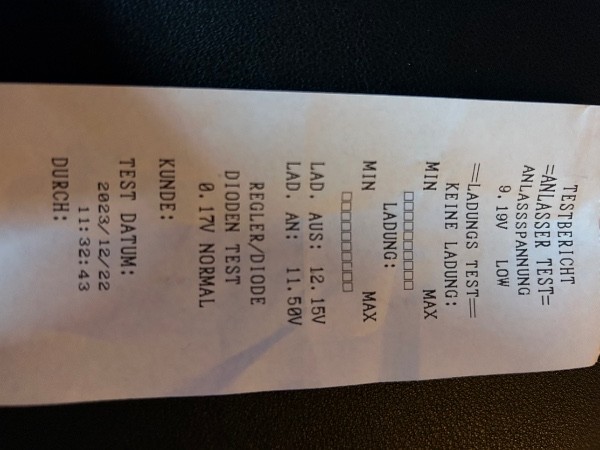 TESTBERICHT
=ANLASSER TEST=
ANLASSSPANNUNG
9.19V LOW
==LADUNGS TEST==
KEINE LADUNG:
MIN MAX
LADUNG:
MIN MAX
LAD. AUS: 12.15V
LAD. AN: 11.50V
REGLER/DIODE
DIODEN TEST
0.17V NORMAL
KUNDE:
TEST DATUM:
2023/12/22
11:32:43
DURCH: